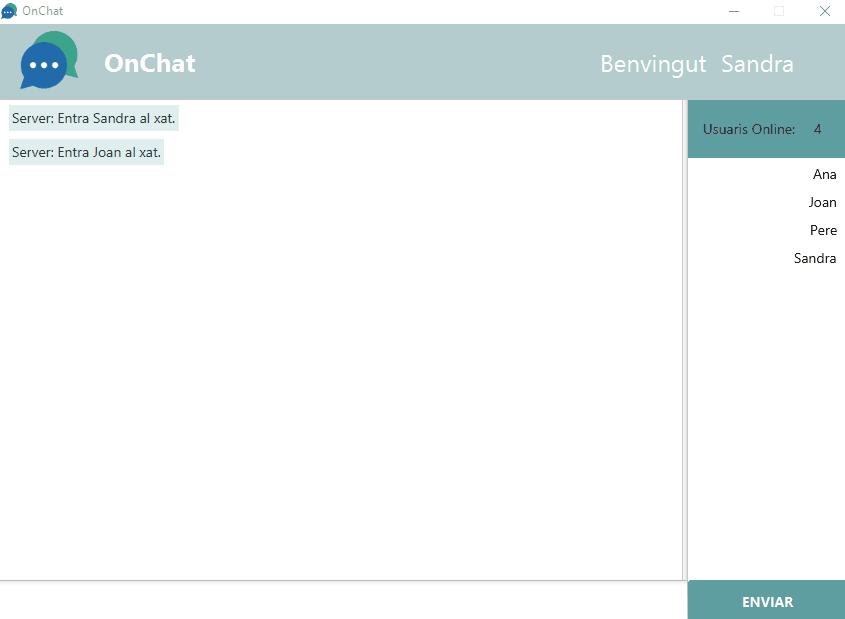 OnChat
OnChat
Benvingut Sandra
Server: Entra Sandra al xat.
Server: Entra Joan al xat.
Usuaris Online: 4
Ana
Joan
Pere
Sandra
ENVIAR